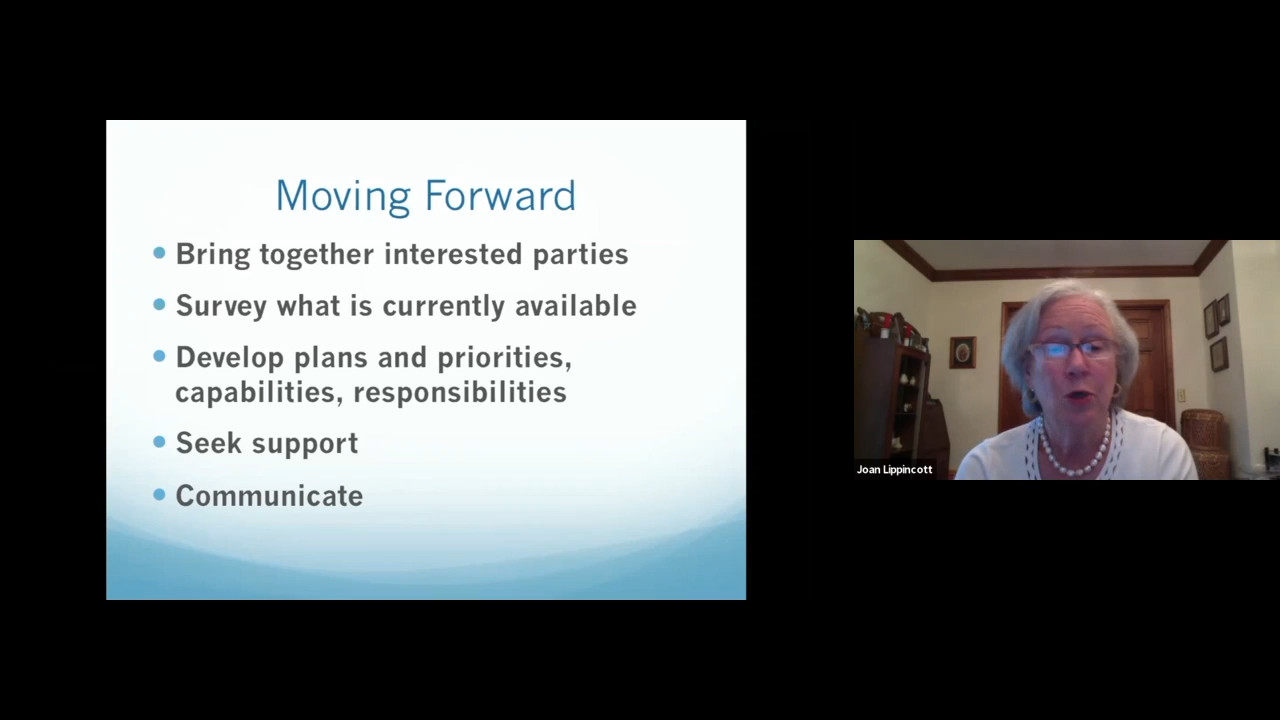 Moving Forward
Bring together interested parties
Survey what is currently available
Develop plans and priorities,
capabilities, responsibilities
Seek support
Communicate
Joan Lippincott